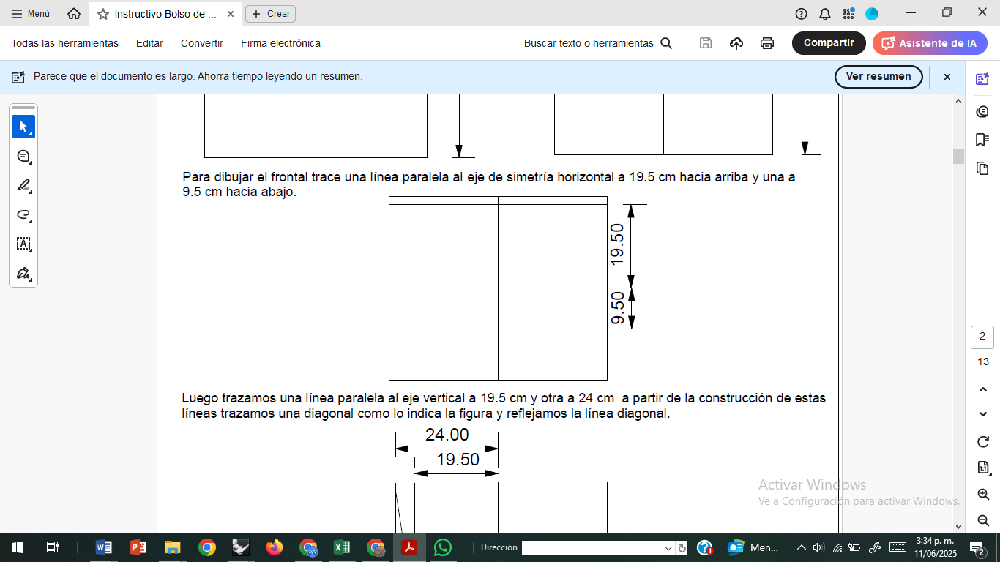 Menú
Instructivo Bolso de ...
Crear
Todas las herramientas
Editar
Convertir
Firma electrónica
Buscar texto o herramientas
Compartir
Asistente de IA
Parece que el documento es largo. Ahorra tiempo leyendo un resumen.
Ver resumen
Para dibujar el frontal trace una línea paralela al eje de simetría horizontal a 19.5 cm hacia arriba y una a
9.5 cm hacia abajo.
19.50
9.50
2
13
Luego trazamos una línea paralela al eje vertical a 19.5 cm y otra a 24 cm a partir de la construcción de estas
líneas trazamos una diagonal como lo indica la figura y reflejamos la línea diagonal.
24.00
19.50
1:1
Activar Windows
Ve a Configuración para activar Windows.
Dirección
Men...
3:34 p. m.
11/06/2025
2